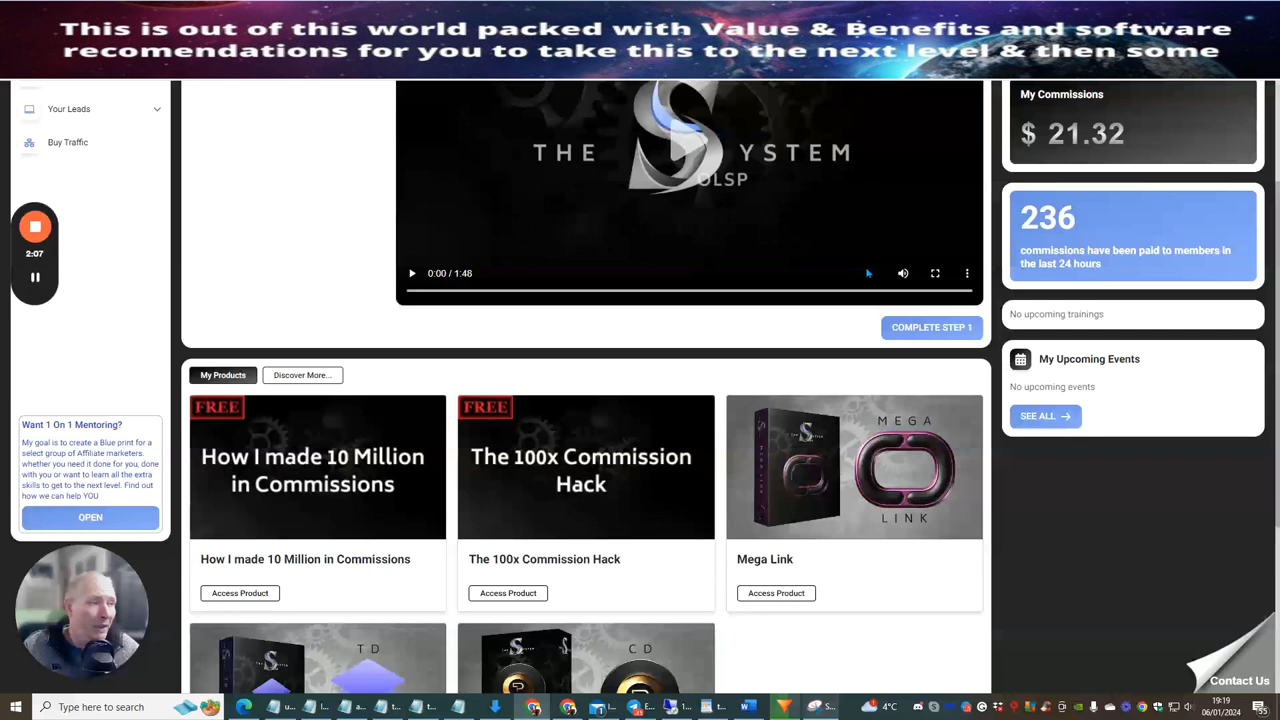 This is out of this world packed with Value & Benefits and software
recomendations for you to take this to the next level & then some
Your Leads
Buy Traffic
2:07
Want 1 On 1 Mentoring?
My goal is to create a Blue print for a
select group of Affiliate marketers.
whether you need it done for you, done
with you or want to learn all the extra
skills to get to the next level. Find out
how we can help YOU
OPEN
THE SYSTEM
OLSP
0:00 / 1:48
COMPLETE STEP 1
My Products
Discover More...
FREE
How I made 10 Million
in Commissions
How I made 10 Million in Commissions
Access Product
FREE
The 100x Commission
Hack
The 100x Commission Hack
Access Product
MEGA
LINK
Mega Link
Access Product
TD
CD
My Commissions
$ 21.32
236
commissions have been paid to members in
the last 24 hours
No upcoming trainings
My Upcoming Events
No upcoming events
SEE ALL
Contact Us
Type here to search
4°C
19:19
06/01/2024